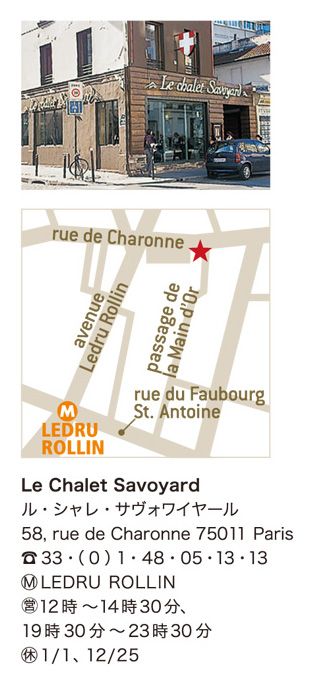 Le chalet Savoyard
rue de Charonne
avenue
Ledru Rollin
passage de
la Main d'Or
rue du Faubourg
St. Antoine
M
LEDRU
ROLLIN
Le Chalet Savoyard
ル・シャレ・サヴォワイヤール
58, rue de Charonne 75011 Paris
☎33・(0)1・48・05・13・13
Ⓜ LEDRU ROLLIN
㊡12時〜14時30分、
19時30分〜23時30分
㊡1/1、12/25